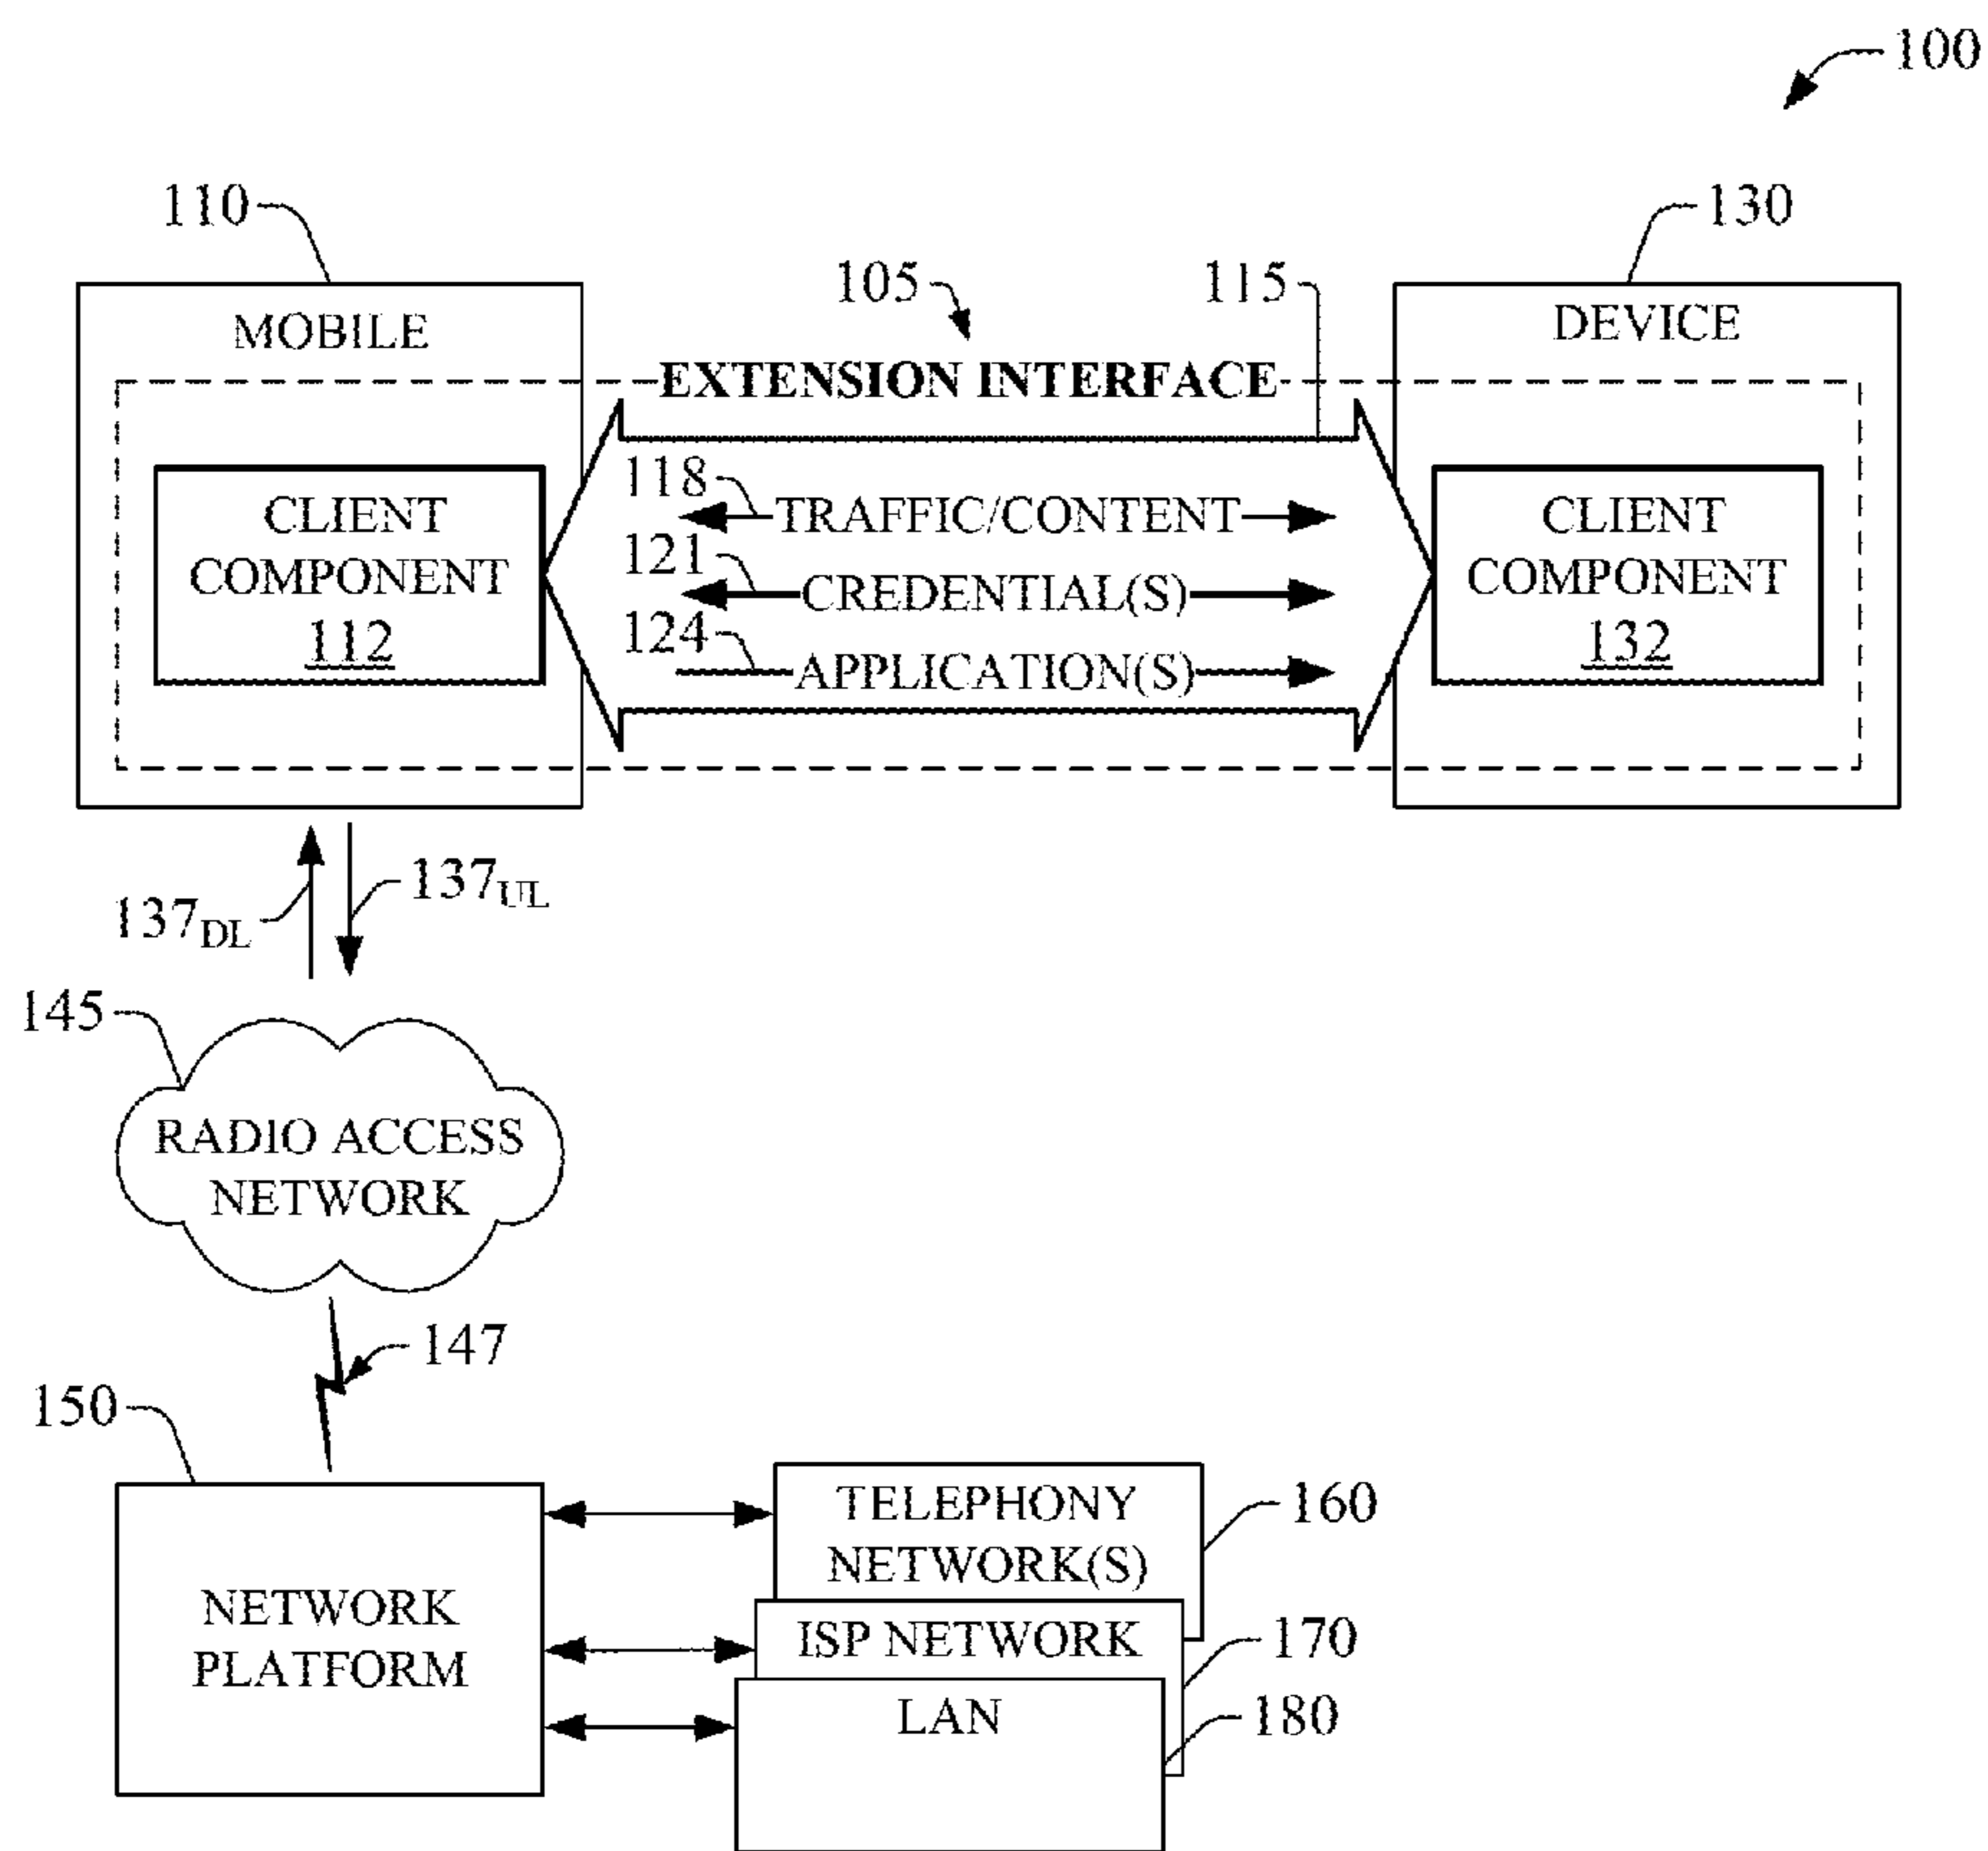 100
110
130
105
115
MOBILE
DEVICE
EXTENSION INTERFACE
CLIENT
COMPONENT
112
118
TRAFFIC/CONTENT
121
CREDENTIAL(S)
124
APPLICATION(S)
CLIENT
COMPONENT
132
137DL
137UL
145
RADIO ACCESS
NETWORK
147
150
NETWORK
PLATFORM
TELEPHONY
NETWORK(S)
160
ISP NETWORK
170
LAN
180